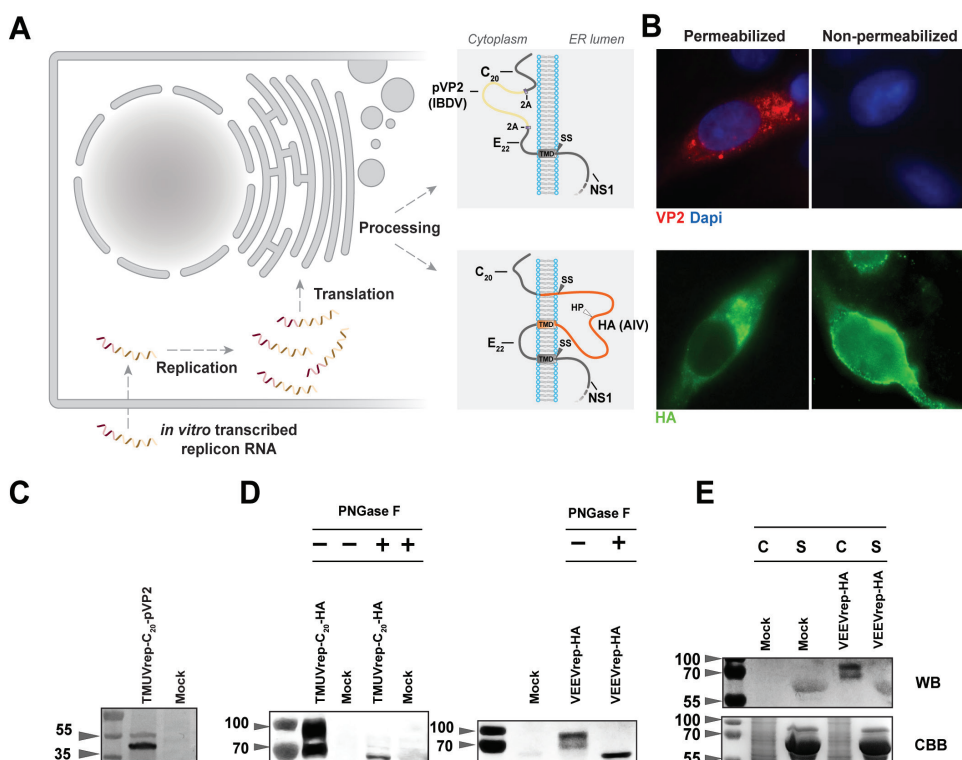 A
Cytoplasm
ER lumen
C20
pVP2
(IBDV)
2A
2A
E22
SS
TMD
NS1
Processing
Translation
Replication
in vitro transcribed
replicon RNA
C20
SS
HP
HA (AIV)
TMD
E22
SS
TMD
NS1
B
Permeabilized
Non-permeabilized
VP2 Dapi
HA
C
TMUVrep-C20-pVP2
Mock
55
35
D
PNGase F
− − + +
TMUVrep-C20-HA
Mock
TMUVrep-C20-HA
Mock
100
70
PNGase F
− +
Mock
VEEVrep-HA
VEEVrep-HA
100
70
E
C S C S
Mock
Mock
VEEVrep-HA
VEEVrep-HA
100
70
55
WB
100
70
55
CBB